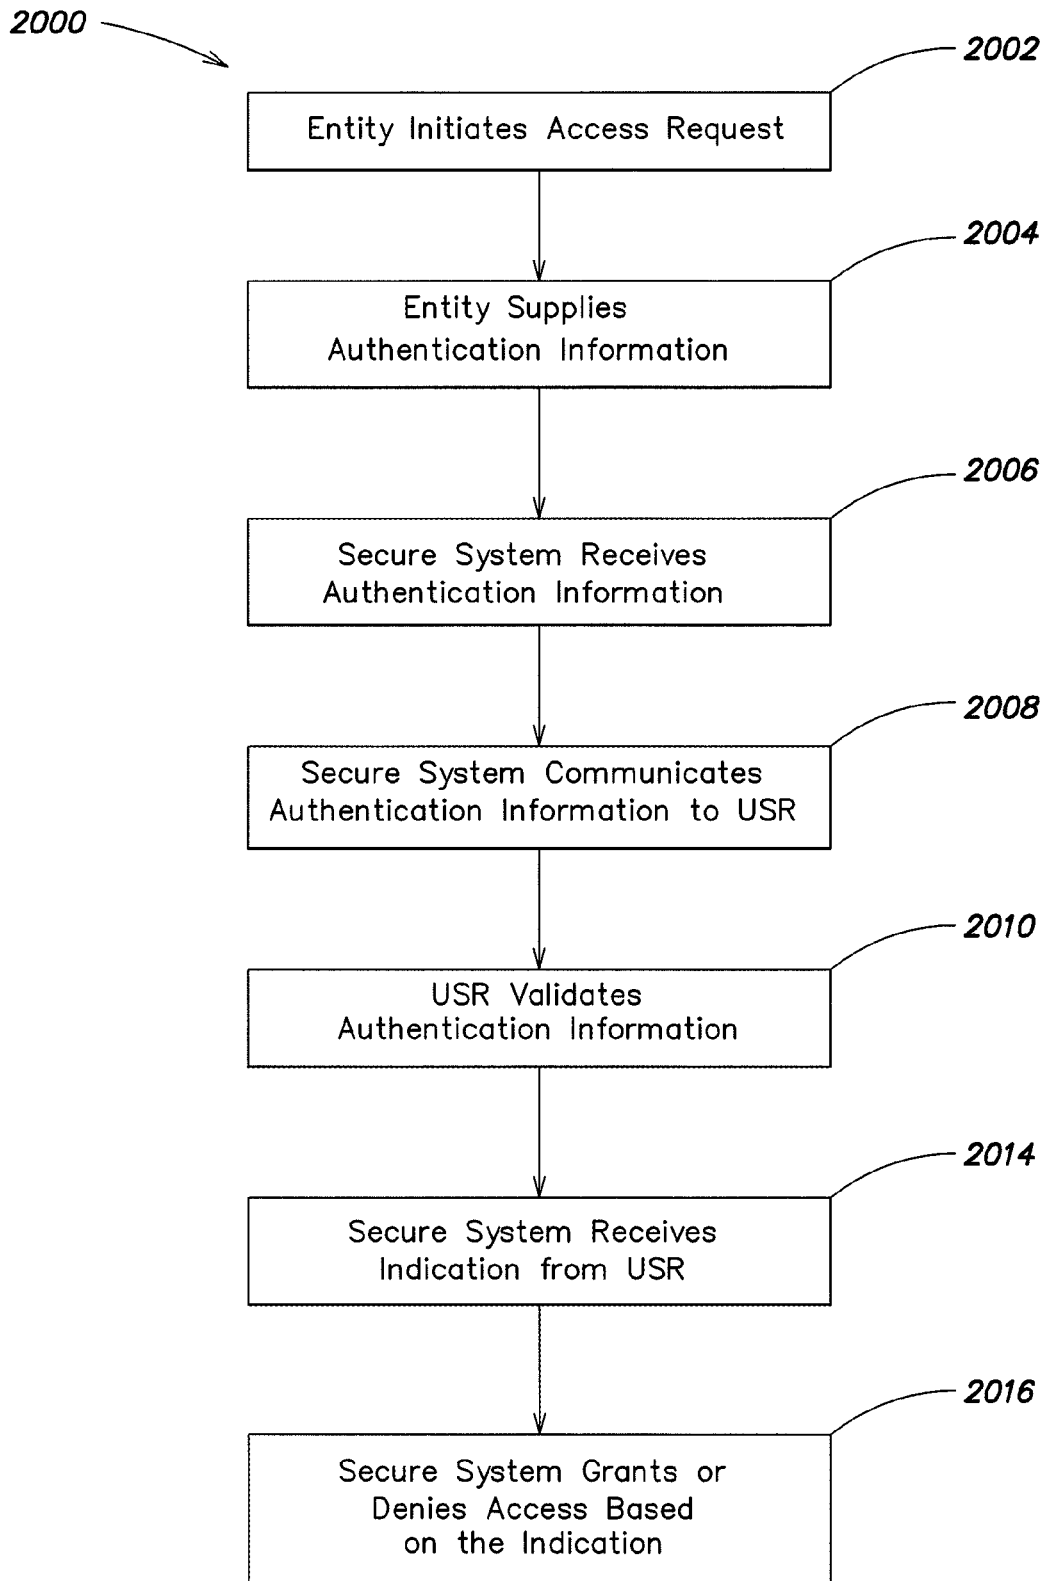 2000
2002
Entity Initiates Access Request
2004
Entity Supplies
Authentication Information
2006
Secure System Receives
Authentication Information
2008
Secure System Communicates
Authentication Information to USR
2010
USR Validates
Authentication Information
2014
Secure System Receives
Indication from USR
2016
Secure System Grants or
Denies Access Based
on the Indication